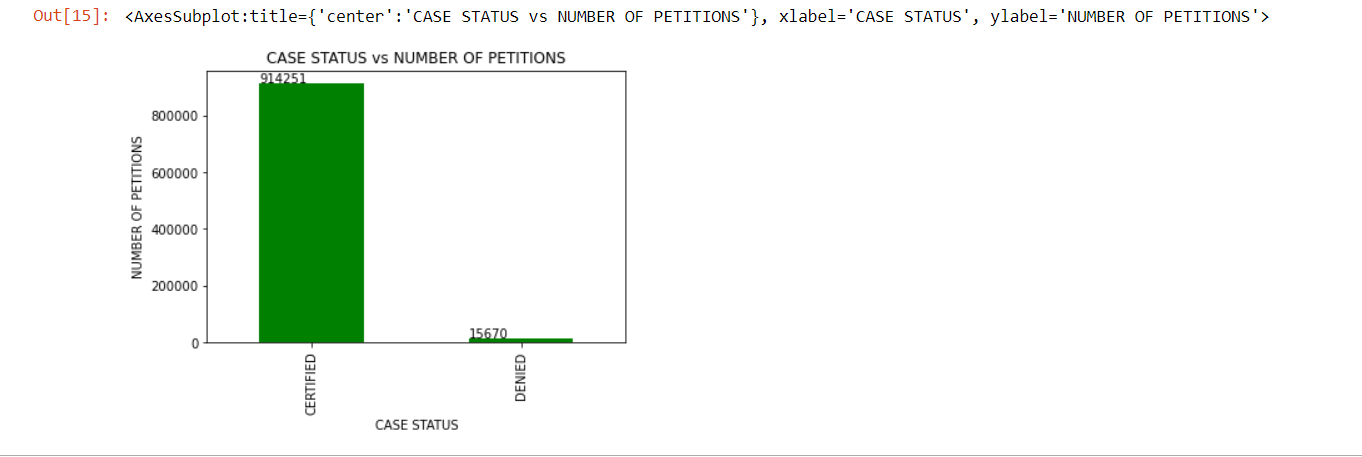 Out[15]: <AxesSubplot:title={'center':'CASE STATUS vs NUMBER OF PETITIONS'}, xlabel='CASE STATUS', ylabel='NUMBER OF PETITIONS'>
CASE STATUS vs NUMBER OF PETITIONS
914251
800000
600000
400000
200000
0
NUMBER OF PETITIONS
15670
CERTIFIED
DENIED
CASE STATUS